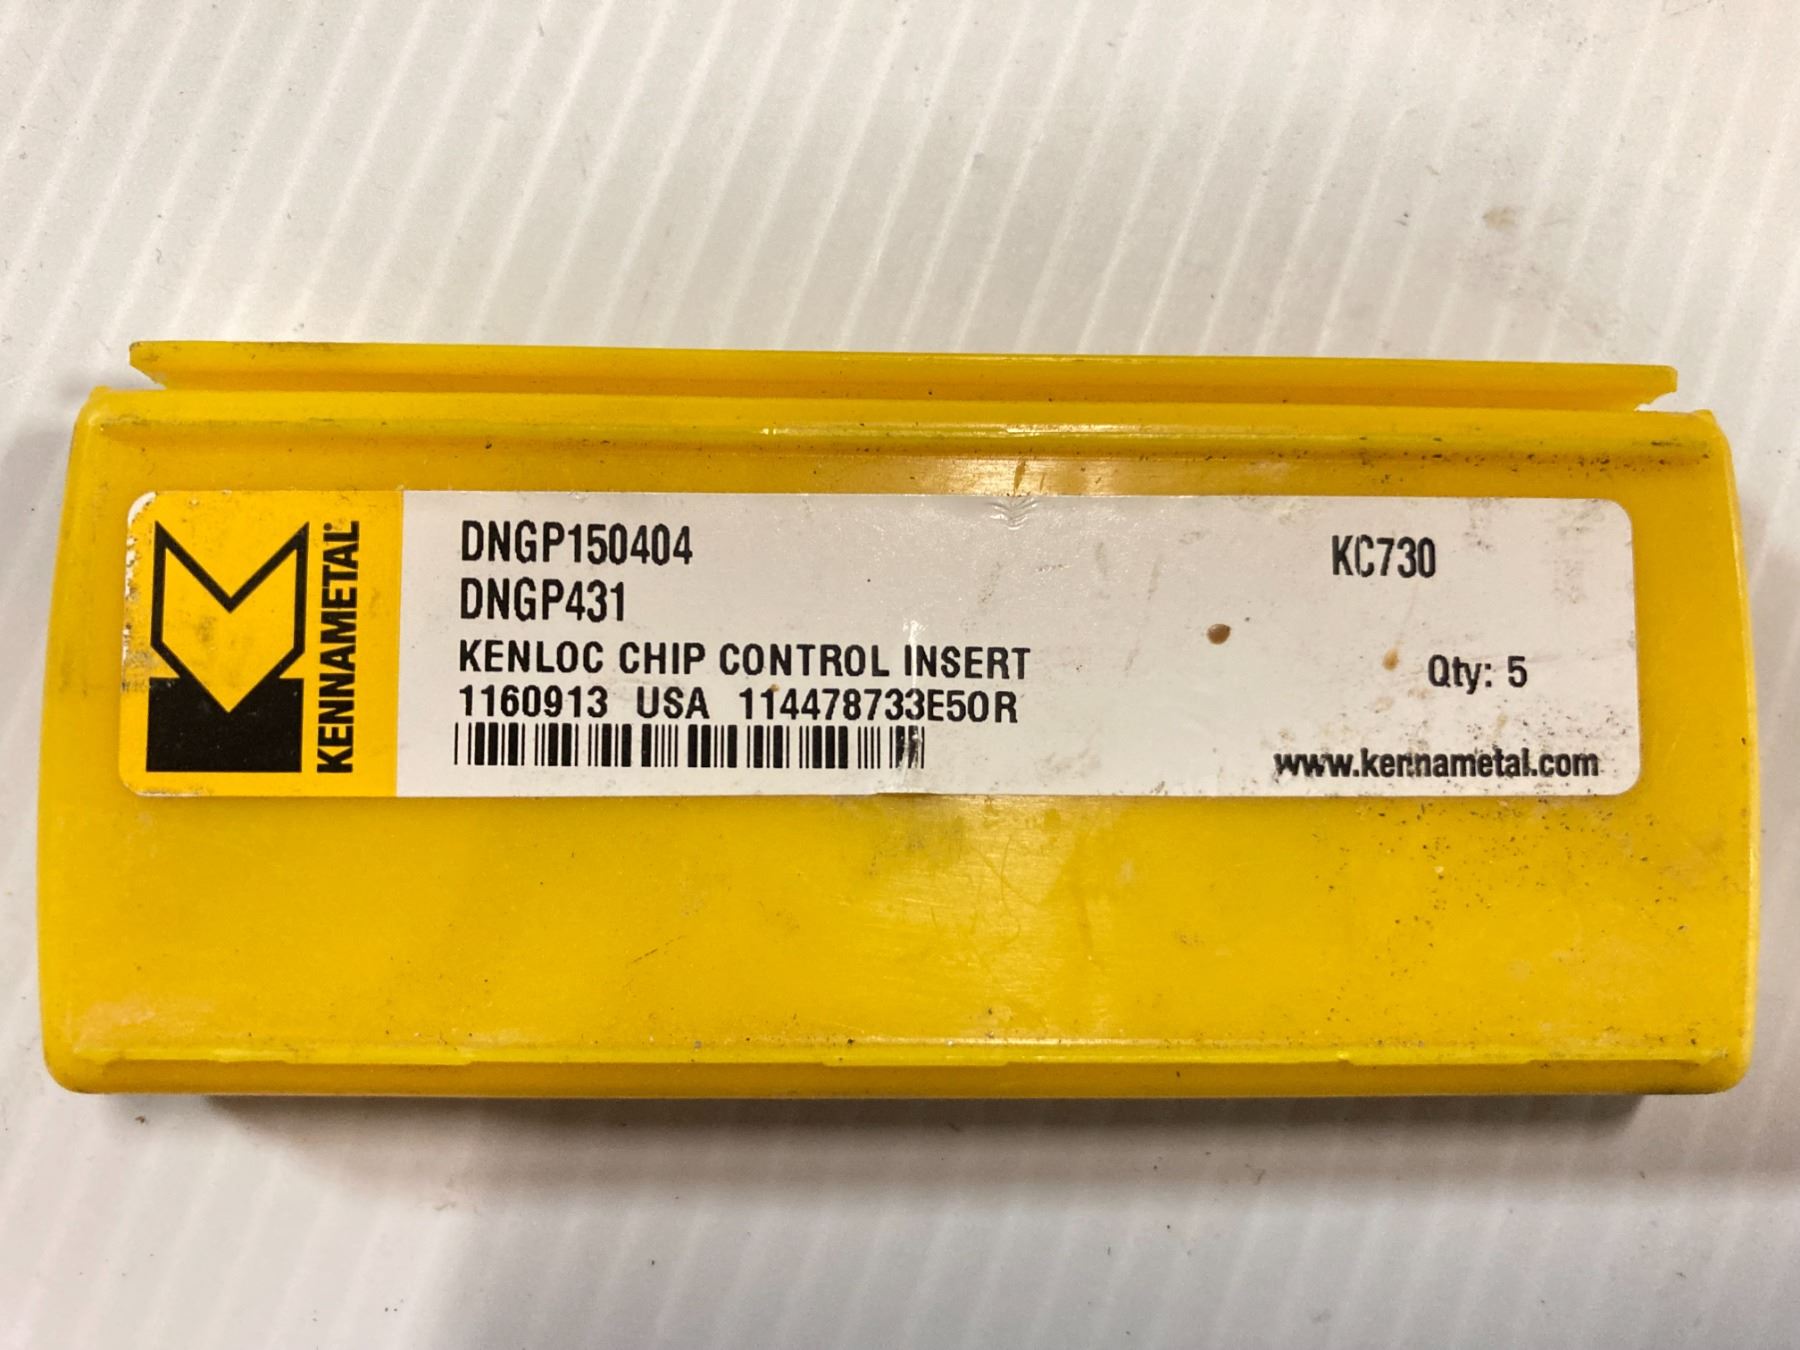 KENNAMETAL
DNGP150404
DNGP431
KENLOC CHIP CONTROL INSERT
1160913 USA 114478733E50R
KC730
Qty: 5
www.kennametal.com